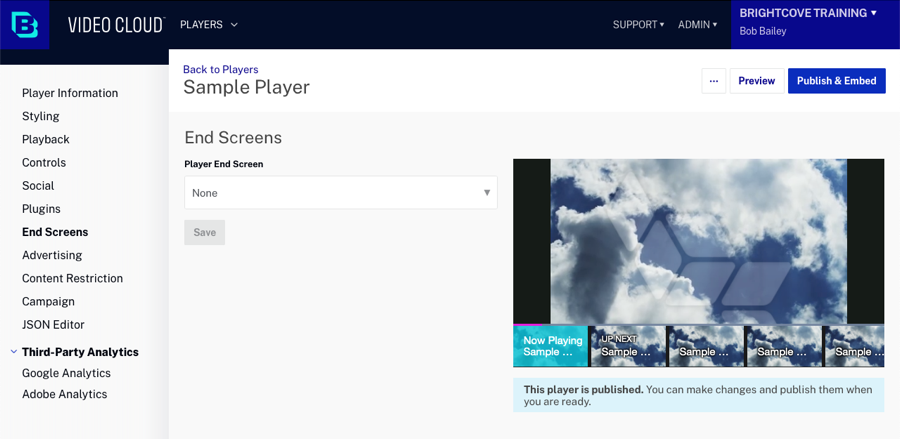 VIDEO CLOUD
PLAYERS
SUPPORT ▾ ADMIN ▾
BRIGHTCOVE TRAINING ▾
Bob Bailey
Player Information
Styling
Playback
Controls
Social
Plugins
End Screens
Advertising
Content Restriction
Campaign
JSON Editor
Third-Party Analytics
Google Analytics
Adobe Analytics
Back to Players
Sample Player
...
Preview
Publish & Embed
End Screens
Player End Screen
None
Save
Now Playing
Sample ...
UP NEXT
Sample ...
Sample ...
Sample ...
Sample ...
This player is published. You can make changes and publish them when
you are ready.